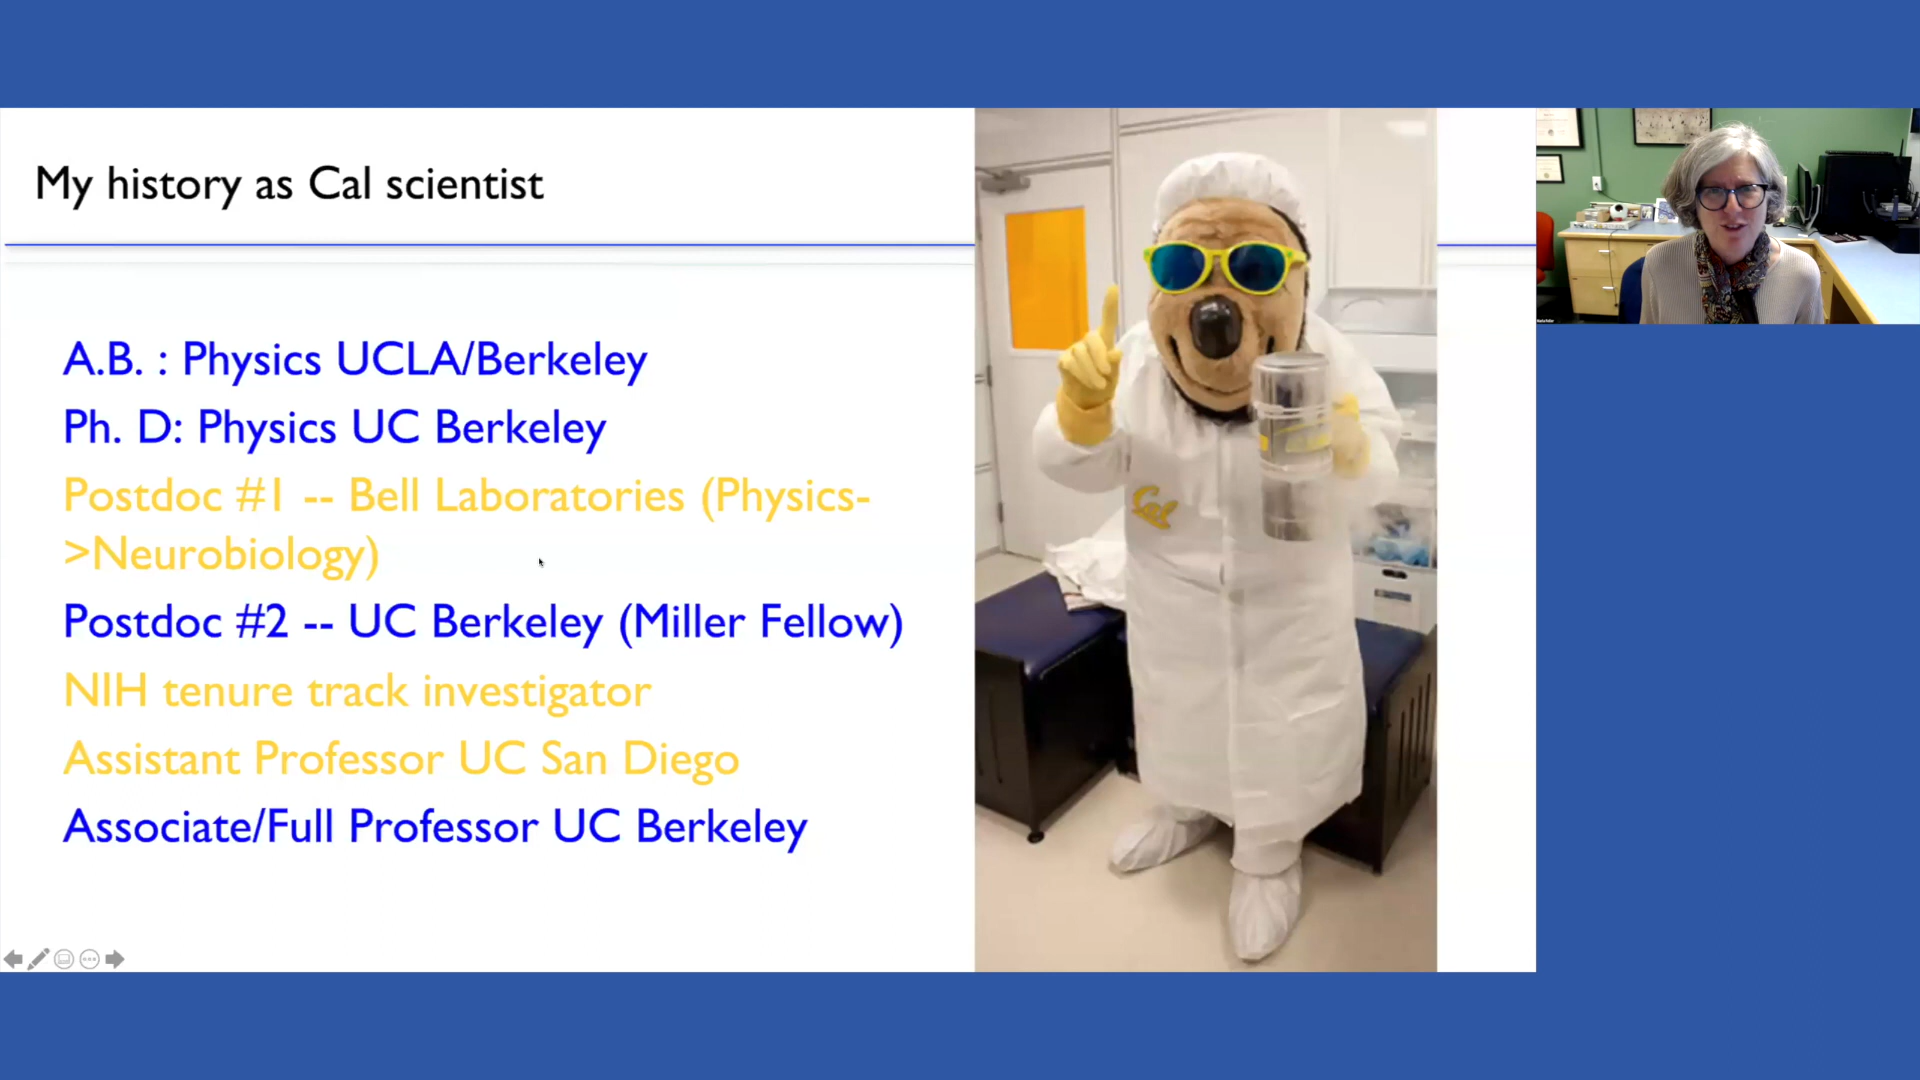 My history as Cal scientist
A.B. : Physics UCLA/Berkeley
Ph. D: Physics UC Berkeley
Postdoc #1 -- Bell Laboratories (Physics-
>Neurobiology)
Postdoc #2 -- UC Berkeley (Miller Fellow)
NIH tenure track investigator
Assistant Professor UC San Diego
Associate/Full Professor UC Berkeley
Cal